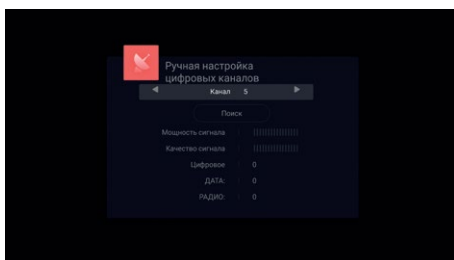 Ручная настройка
цифровых каналов
Канал 5
Поиск
Мощность сигнала :
Качество сигнала :
Цифровое : 0
ДАТА: : 0
РАДИО: : 0